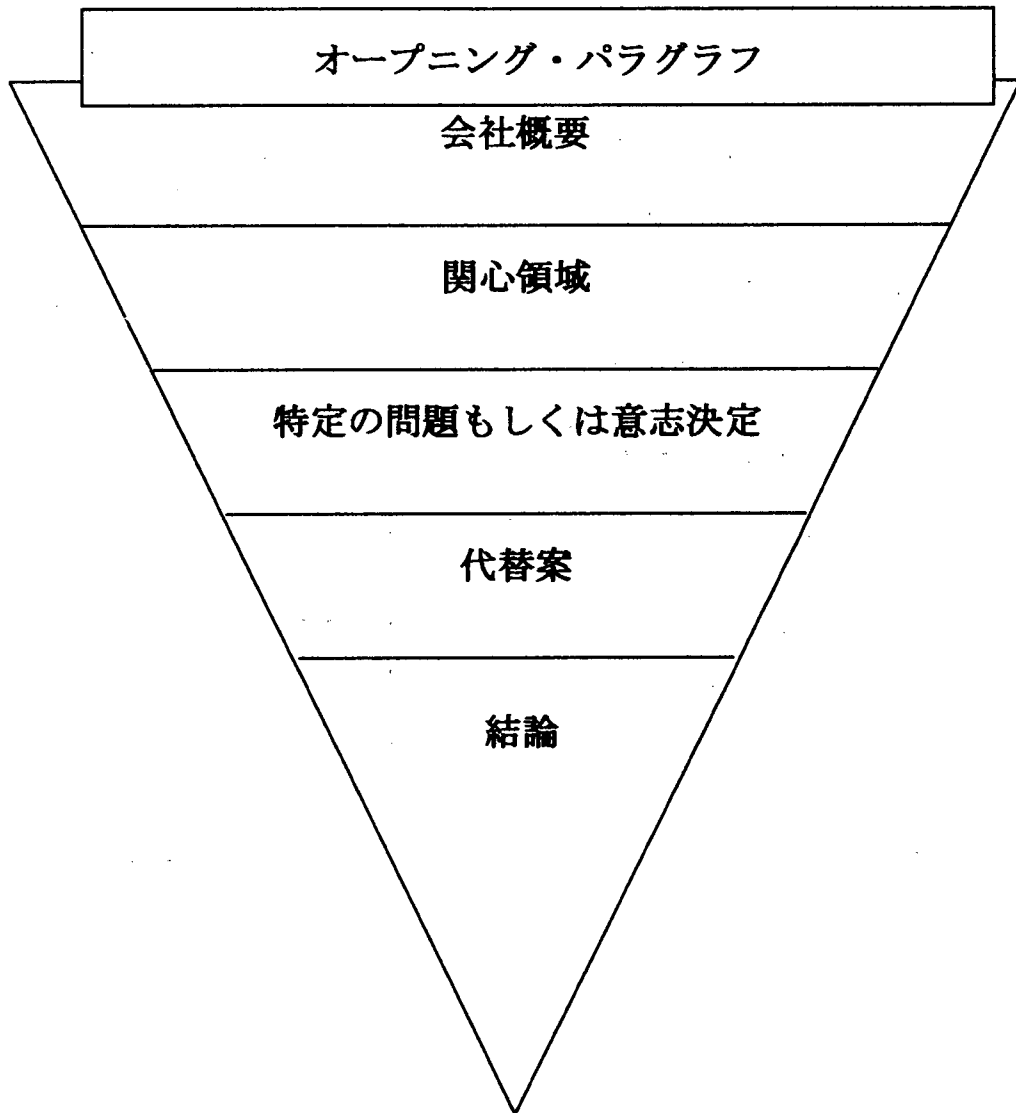 オープニング・パラグラフ
会社概要
関心領域
特定の問題もしくは意志決定
代替案
結論